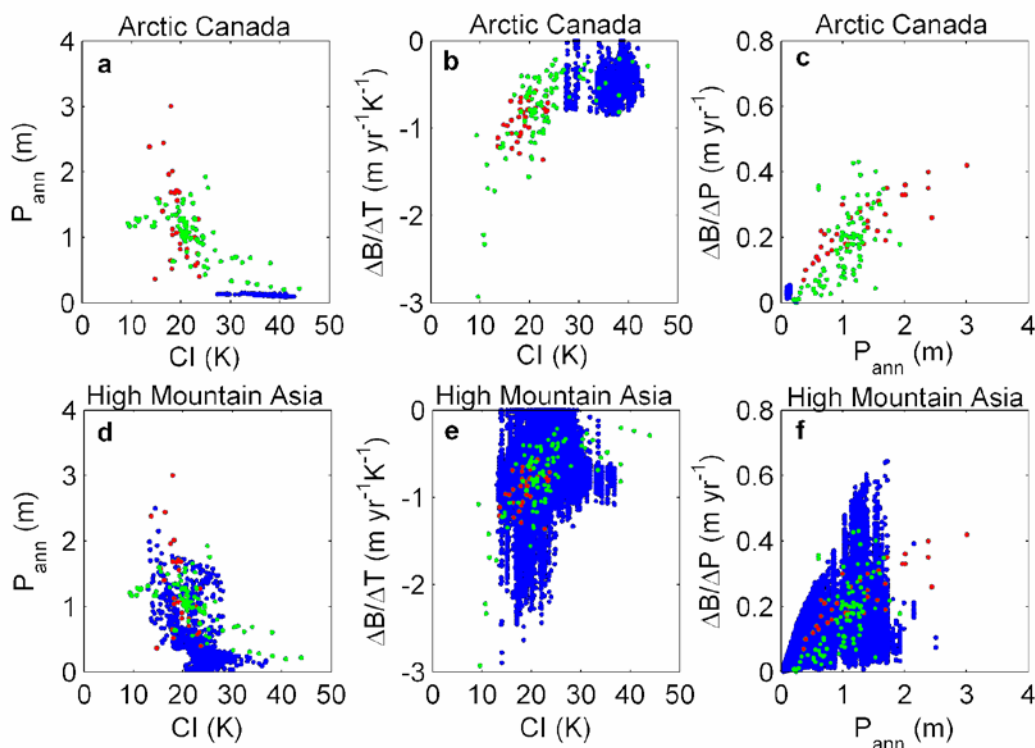 Arctic Canada
Arctic Canada
Arctic Canada
a
4
3
2
1
0
P_ann (m)
0 10 20 30 40 50
CI (K)
b
0
-1
-2
-3
ΔB/ΔT (m yr⁻¹K⁻¹)
0 10 20 30 40 50
CI (K)
c
0.8
0.6
0.4
0.2
0
ΔB/ΔP (m yr⁻¹)
0 1 2 3 4
P_ann (m)
High Mountain Asia
High Mountain Asia
High Mountain Asia
d
4
3
2
1
0
P_ann (m)
0 10 20 30 40 50
CI (K)
e
0
-1
-2
-3
ΔB/ΔT (m yr⁻¹K⁻¹)
0 10 20 30 40 50
CI (K)
f
0.8
0.6
0.4
0.2
0
ΔB/ΔP (m yr⁻¹)
0 1 2 3 4
P_ann (m)